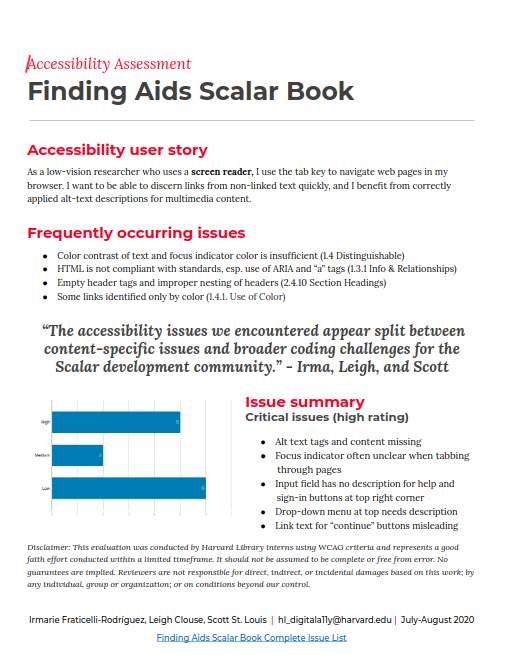 Accessibility Assessment
Finding Aids Scalar Book
Accessibility user story
As a low-vision researcher who uses a screen reader, I use the tab key to navigate web pages in my
browser. I want to be able to discern links from non-linked text quickly, and I benefit from correctly
applied alt-text descriptions for multimedia content.
Frequently occurring issues
● Color contrast of text and focus indicator color is insufficient (1.4 Distinguishable)
● HTML is not compliant with standards, esp. use of ARIA and “a” tags (1.3.1 Info & Relationships)
● Empty header tags and improper nesting of headers (2.4.10 Section Headings)
● Some links identified only by color (1.4.1. Use of Color)
“The accessibility issues we encountered appear split between
content-specific issues and broader coding challenges for the
Scalar development community.” - Irma, Leigh, and Scott
High
Medium
Low
Issue summary
Critical issues (high rating)
● Alt text tags and content missing
● Focus indicator often unclear when tabbing
through pages
● Input field has no description for help and
sign-in buttons at top right corner
● Drop-down menu at top needs description
● Link text for “continue” buttons misleading
Disclaimer: This evaluation was conducted by Harvard Library interns using WCAG criteria and represents a good
faith effort conducted within a limited timeframe. It should not be assumed to be complete or free from error. No
guarantees are implied. Reviewers are not responsible for direct, indirect, or incidental damages based on this work; by
any individual, group or organization; or on conditions beyond our control.
Irmarie Fraticelli-Rodríguez, Leigh Clouse, Scott St. Louis | hl_digitala11y@harvard.edu | July-August 2020
Finding Aids Scalar Book Complete Issue List